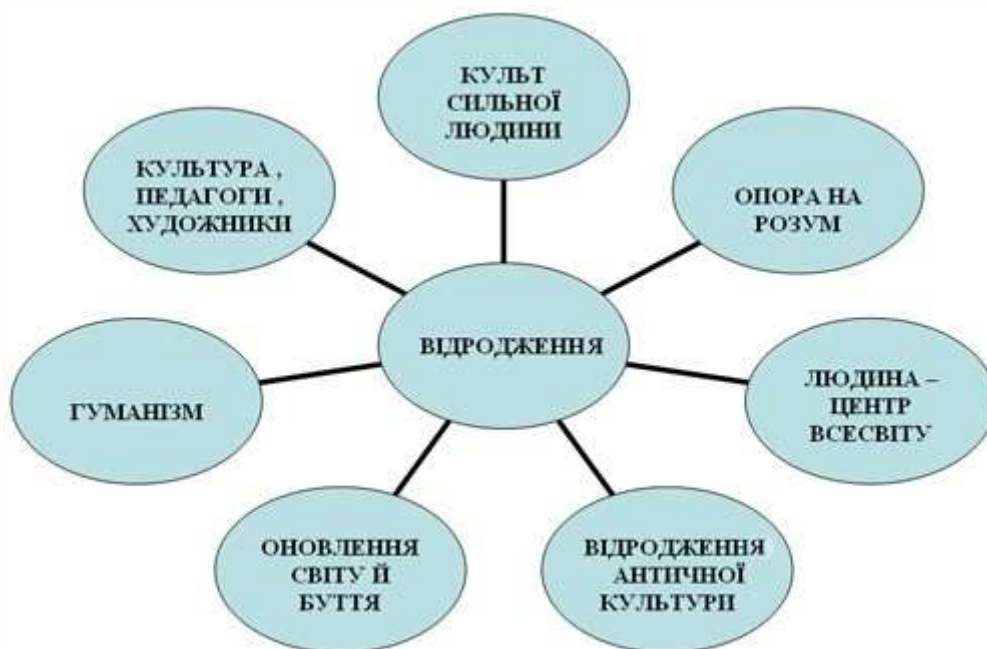 КУЛЬТ
СИЛЬНОЇ
ЛЮДИНИ
КУЛЬТУРА ,
ПЕДАГОГИ ,
ХУДОЖНИКИ
ОПОРА НА
РОЗУМ
ВІДРОДЖЕННЯ
ГУМАНІЗМ
ЛЮДИНА –
ЦЕНТР
ВСЕСВІТУ
ОНОВЛЕННЯ
СВІТУ Й
БУТТЯ
ВІДРОДЖЕННЯ
АНТИЧНОЇ
КУЛЬТУРИ